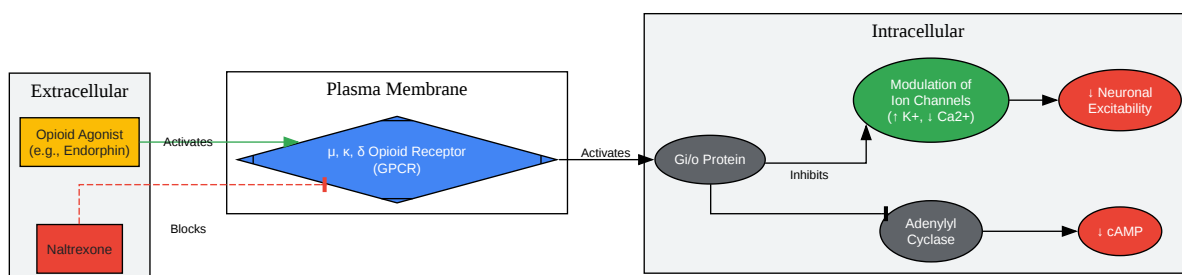 Extracellular
Opioid Agonist
(e.g., Endorphin)
Naltrexone
Activates
Blocks
Plasma Membrane
μ, κ, δ Opioid Receptor
(GPCR)
Activates
Intracellular
Gi/o Protein
Inhibits
Modulation of
Ion Channels
(↑ K+, ↓ Ca2+)
↓ Neuronal
Excitability
Adenylyl
Cyclase
↓ cAMP